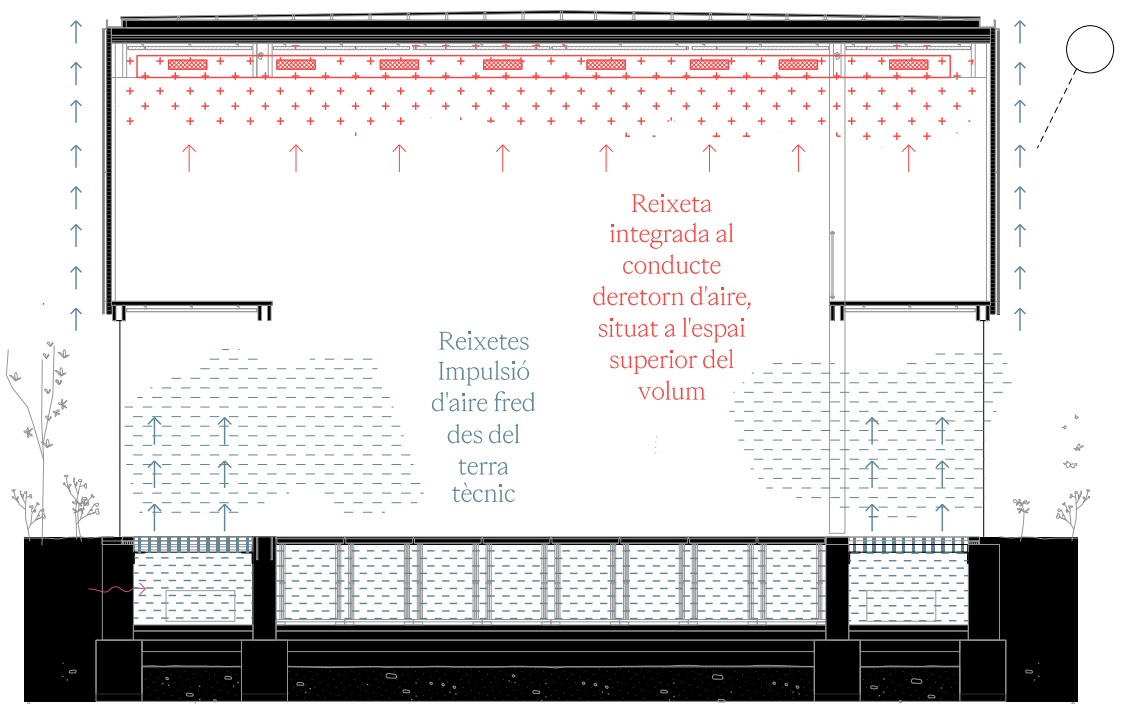 Reixeta
integrada al
conducte
deretorn d'aire,
situat a l'espai
superior del
volum
Reixetes
Impulsió
d'aire fred
des del
terra
tècnic